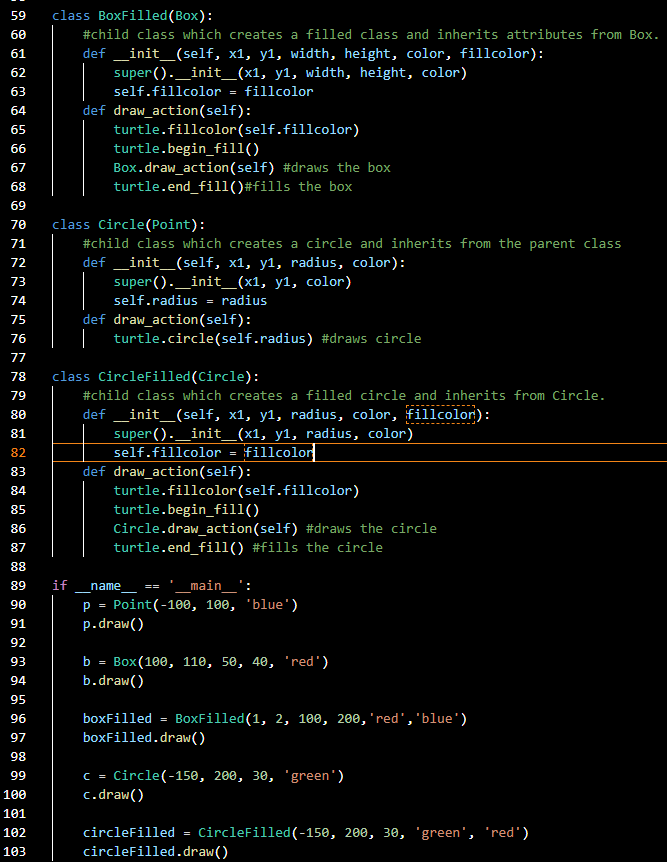 59 class BoxFilled(Box):
60     #child class which creates a filled class and inherits attributes from Box.
61     def __init__(self, x1, y1, width, height, color, fillcolor):
62         super().__init__(x1, y1, width, height, color)
63         self.fillcolor = fillcolor
64     def draw_action(self):
65         turtle.fillcolor(self.fillcolor)
66         turtle.begin_fill()
67         Box.draw_action(self) #draws the box
68         turtle.end_fill()#fills the box
69
70 class Circle(Point):
71     #child class which creates a circle and inherits from the parent class
72     def __init__(self, x1, y1, radius, color):
73         super().__init__(x1, y1, color)
74         self.radius = radius
75     def draw_action(self):
76         turtle.circle(self.radius) #draws circle
77
78 class CircleFilled(Circle):
79     #child class which creates a filled circle and inherits from Circle.
80     def __init__(self, x1, y1, radius, color, fillcolor):
81         super().__init__(x1, y1, radius, color)
82         self.fillcolor = fillcolor
83     def draw_action(self):
84         turtle.fillcolor(self.fillcolor)
85         turtle.begin_fill()
86         Circle.draw_action(self) #draws the circle
87         turtle.end_fill() #fills the circle
88
89 if __name__ == '__main__':
90     p = Point(-100, 100, 'blue')
91     p.draw()
92
93     b = Box(100, 110, 50, 40, 'red')
94     b.draw()
95
96     boxFilled = BoxFilled(1, 2, 100, 200,'red','blue')
97     boxFilled.draw()
98
99     c = Circle(-150, 200, 30, 'green')
100     c.draw()
101
102     circleFilled = CircleFilled(-150, 200, 30, 'green', 'red')
103     circleFilled.draw()